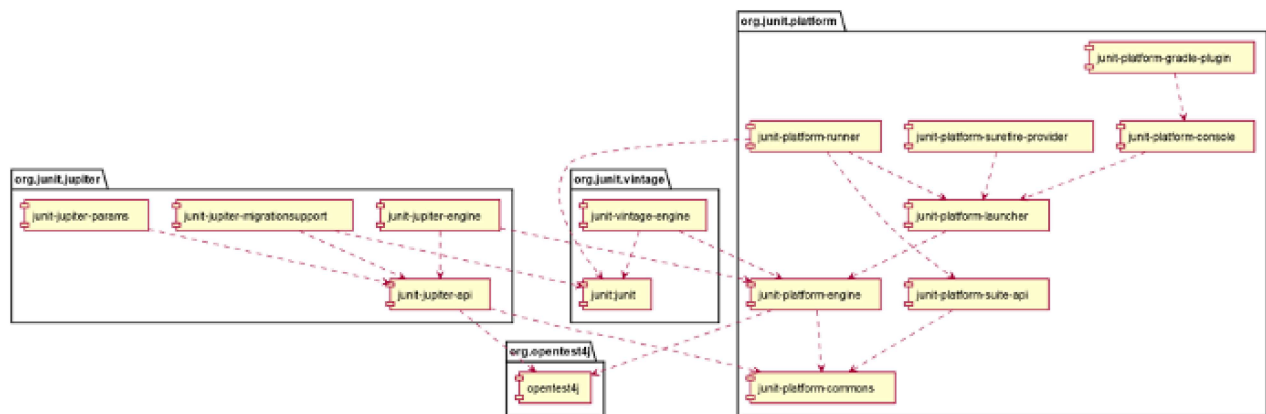 org.junit.platform
junit-platform-gradle-plugin
junit-platform-runner
junit-platform-surefire-provider
junit-platform-console
org.junit.jupiter
org.junit.vintage
junit-jupiter-params
junit-jupiter-migrationsupport
junit-jupiter-engine
junit-vintage-engine
junit-platform-launcher
junit-jupiter-api
junit:junit
junit-platform-engine
junit-platform-suite-api
org.opentest4j
opentest4j
junit-platform-commons